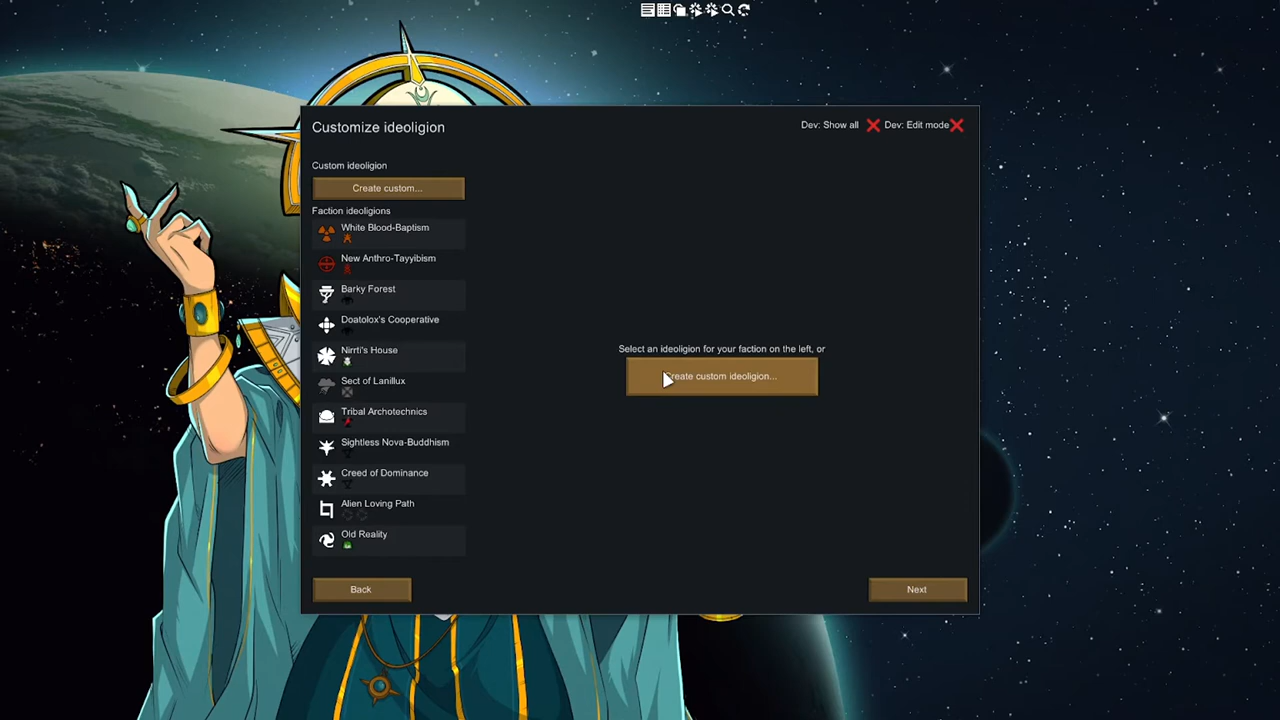 Customize ideoligion
Dev: Show all
Dev: Edit mode
Custom ideoligion
Create custom...
Faction ideoligions
White Blood-Baptism
New Anthro-Tayyibism
Barky Forest
Doatolox's Cooperative
Nirrti's House
Sect of Lanillux
Tribal Archotechnics
Sightless Nova-Buddhism
Creed of Dominance
Alien Loving Path
Old Reality
Select an ideoligion for your faction on the left, or
Create custom ideoligion...
Back
Next